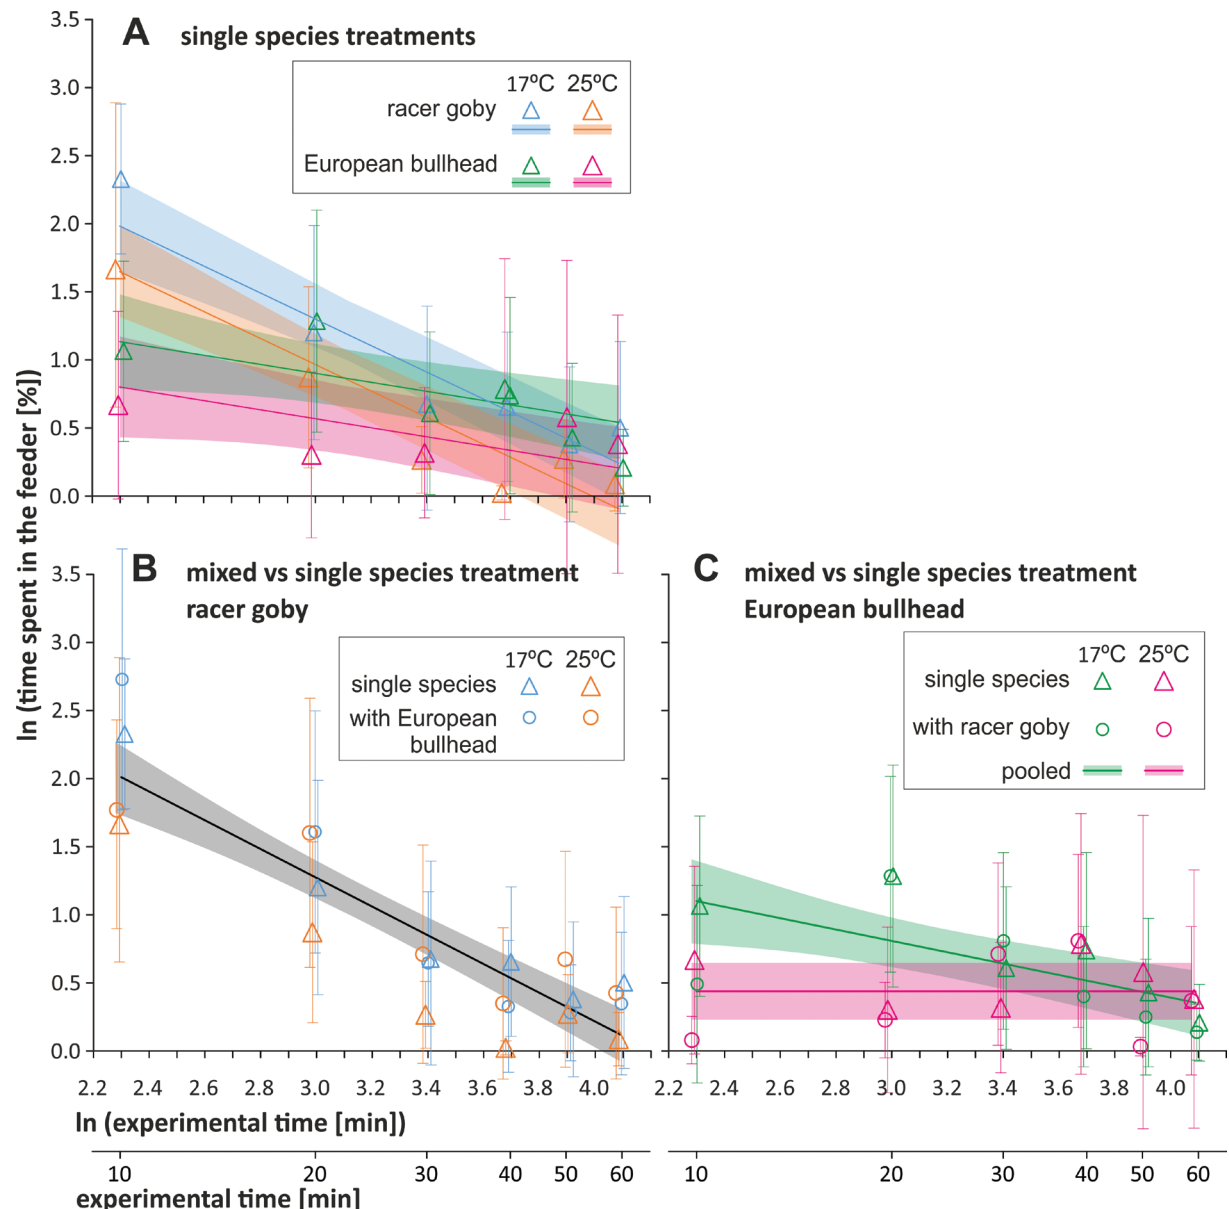 A single species treatments
17ºC 25ºC
racer goby
European bullhead
3.5
3.0
2.5
2.0
1.5
1.0
0.5
0.0
ln (time spent in the feeder [%])
B mixed vs single species treatment
racer goby
17ºC 25ºC
single species
with European
bullhead
3.5
3.0
2.5
2.0
1.5
1.0
0.5
0.0
2.2 2.4 2.6 2.8 3.0 3.2 3.4 3.6 3.8 4.0
C mixed vs single species treatment
European bullhead
17ºC 25ºC
single species
with racer goby
pooled
2.2 2.4 2.6 2.8 3.0 3.2 3.4 3.6 3.8 4.0
ln (experimental time [min])
10 20 30 40 50 60
10 20 30 40 50 60
experimental time [min]